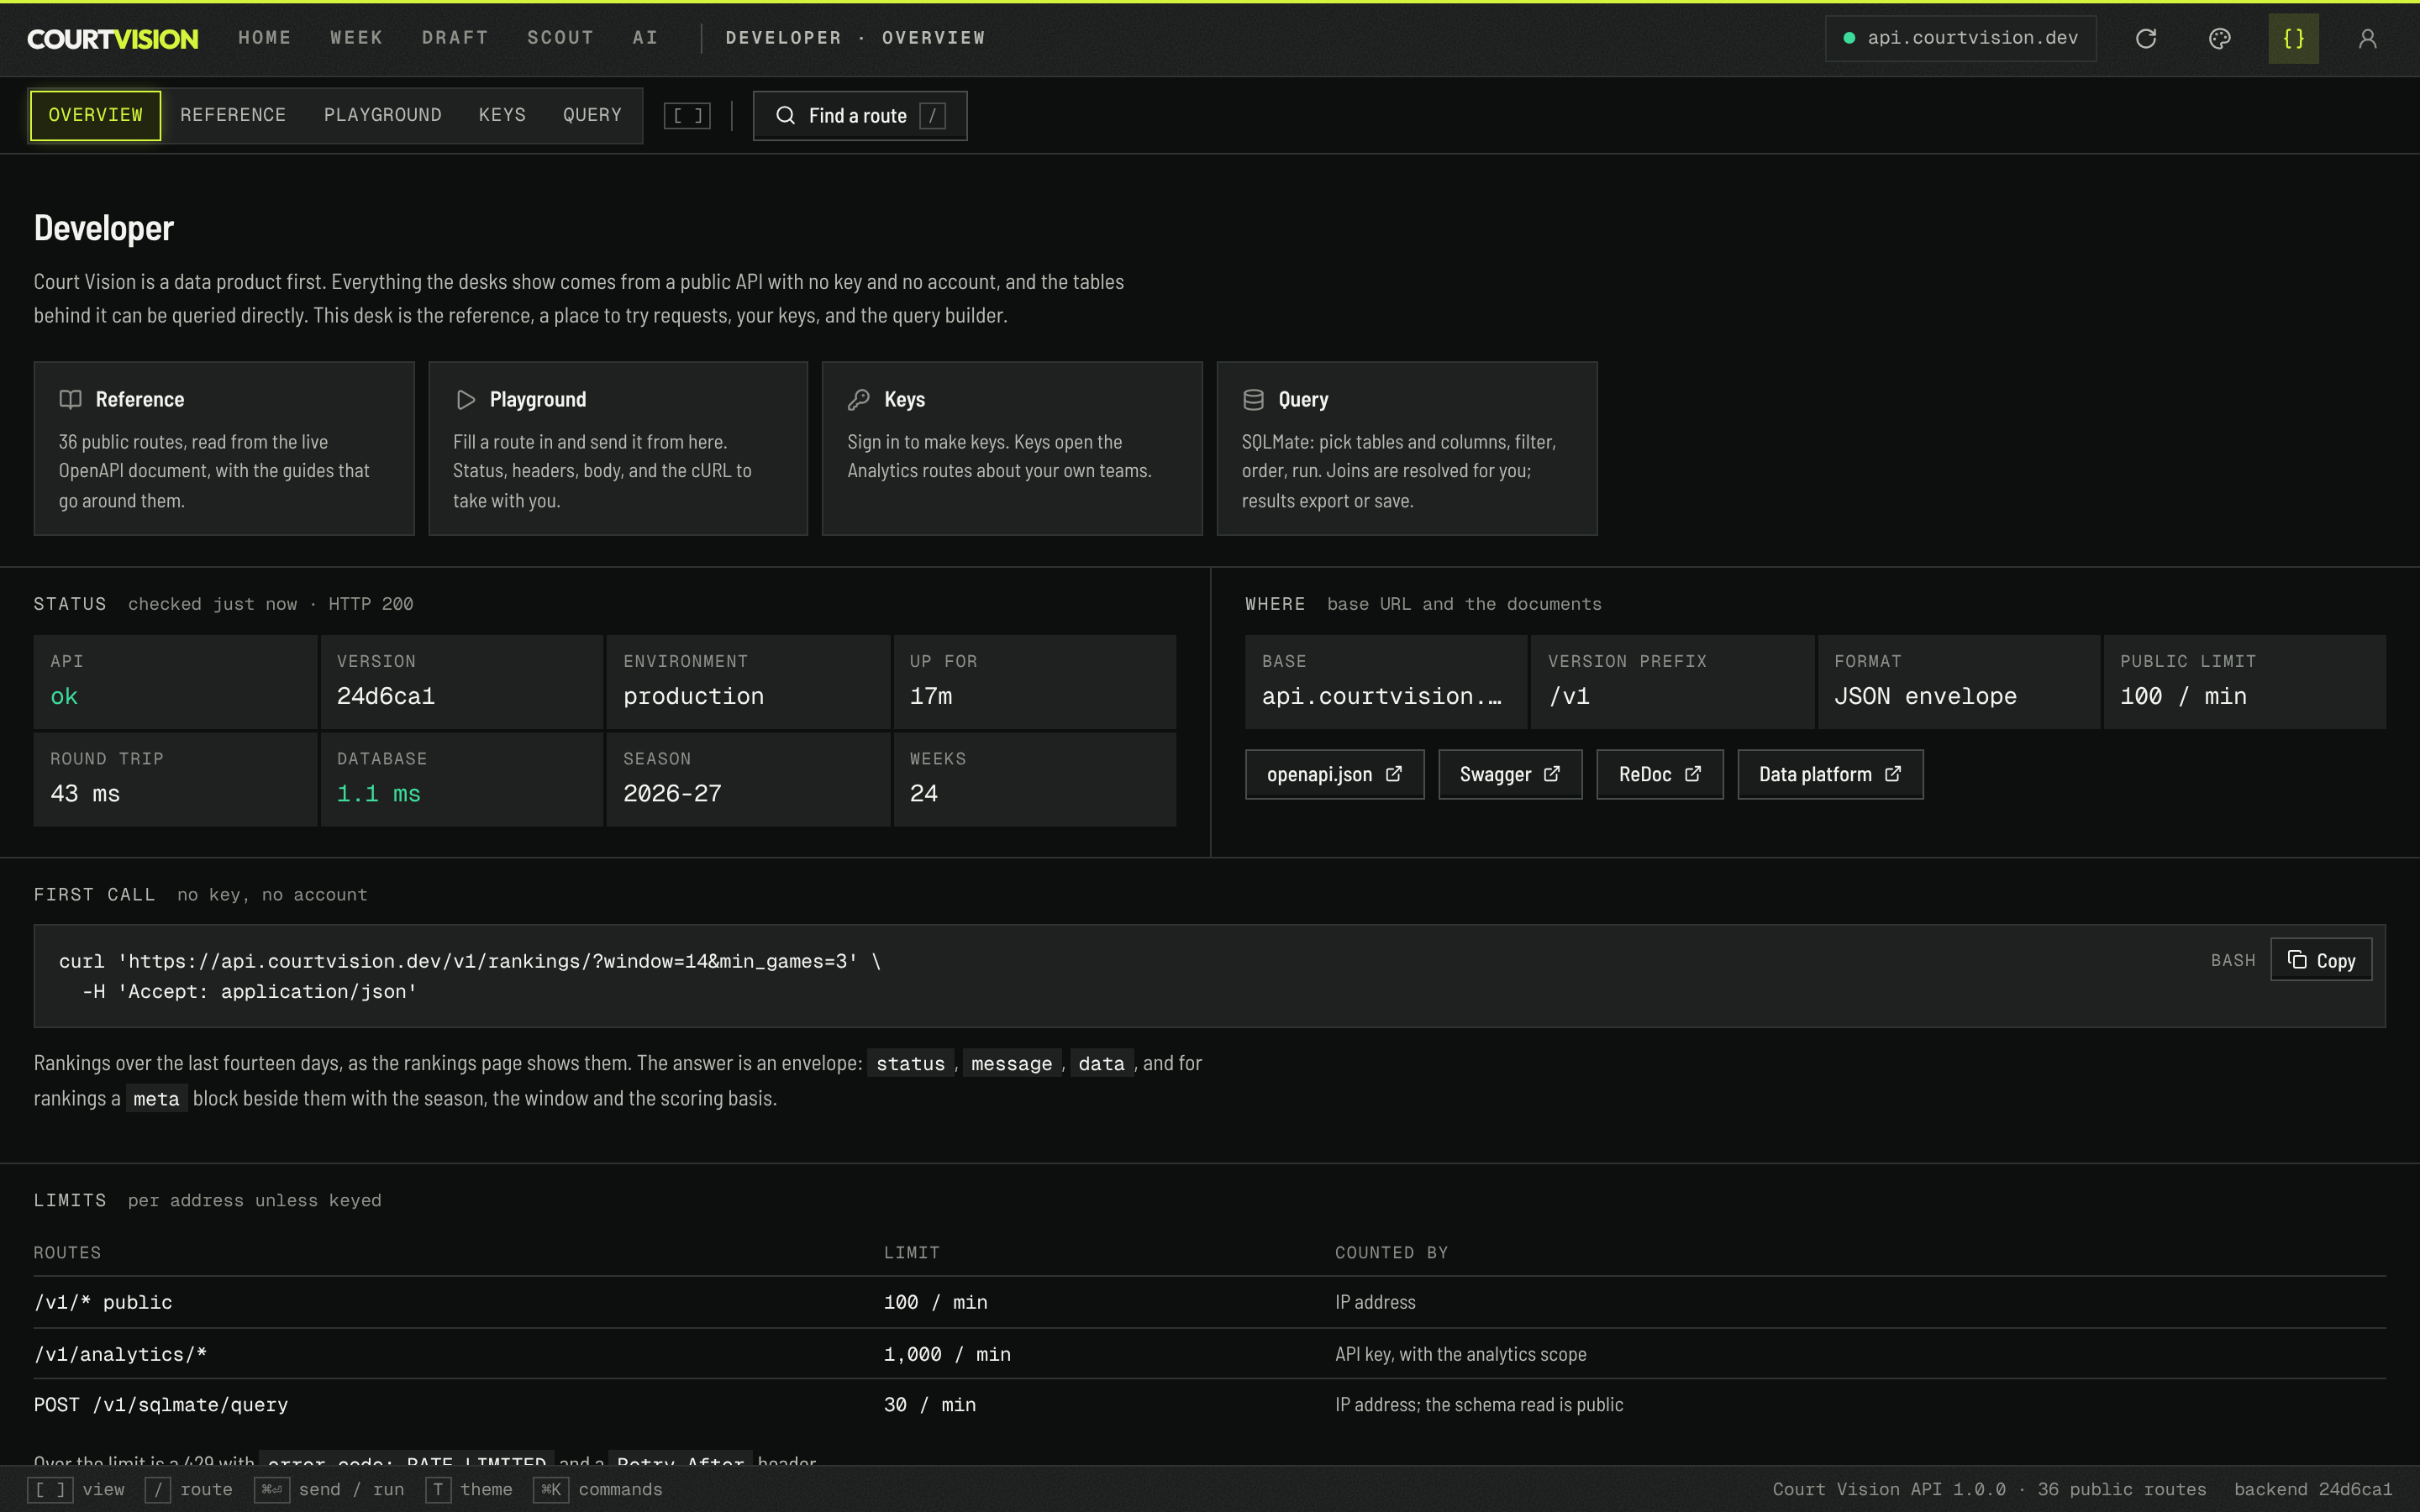 COURTVISION HOME WEEK DRAFT SCOUT AI DEVELOPER · OVERVIEW api.courtvision.dev {}
OVERVIEW REFERENCE PLAYGROUND KEYS QUERY [ ] Find a route /
Developer
Court Vision is a data product first. Everything the desks show comes from a public API with no key and no account, and the tables
behind it can be queried directly. This desk is the reference, a place to try requests, your keys, and the query builder.
Reference
36 public routes, read from the live
OpenAPI document, with the guides that
go around them.
Playground
Fill a route in and send it from here.
Status, headers, body, and the cURL to
take with you.
Keys
Sign in to make keys. Keys open the
Analytics routes about your own teams.
Query
SQLMate: pick tables and columns, filter,
order, run. Joins are resolved for you;
results export or save.
STATUS checked just now · HTTP 200
API
ok
VERSION
24d6ca1
ENVIRONMENT
production
UP FOR
17m
ROUND TRIP
43 ms
DATABASE
1.1 ms
SEASON
2026-27
WEEKS
24
WHERE base URL and the documents
BASE
api.courtvision.…
VERSION PREFIX
/v1
FORMAT
JSON envelope
PUBLIC LIMIT
100 / min
openapi.json Swagger ReDoc Data platform
FIRST CALL no key, no account
curl 'https://api.courtvision.dev/v1/rankings/?window=14&min_games=3' \
-H 'Accept: application/json'
BASH Copy
Rankings over the last fourteen days, as the rankings page shows them. The answer is an envelope: status, message, data, and for
rankings a meta block beside them with the season, the window and the scoring basis.
LIMITS per address unless keyed
ROUTES LIMIT COUNTED BY
/v1/* public 100 / min IP address
/v1/analytics/* 1,000 / min API key, with the analytics scope
POST /v1/sqlmate/query 30 / min IP address; the schema read is public
Over the limit is a 429 with error_code: RATE_LIMITED and a Retry-After header
[ ] view / route ⌘⏎ send / run T theme ⌘K commands Court Vision API 1.0.0 · 36 public routes backend 24d6ca1